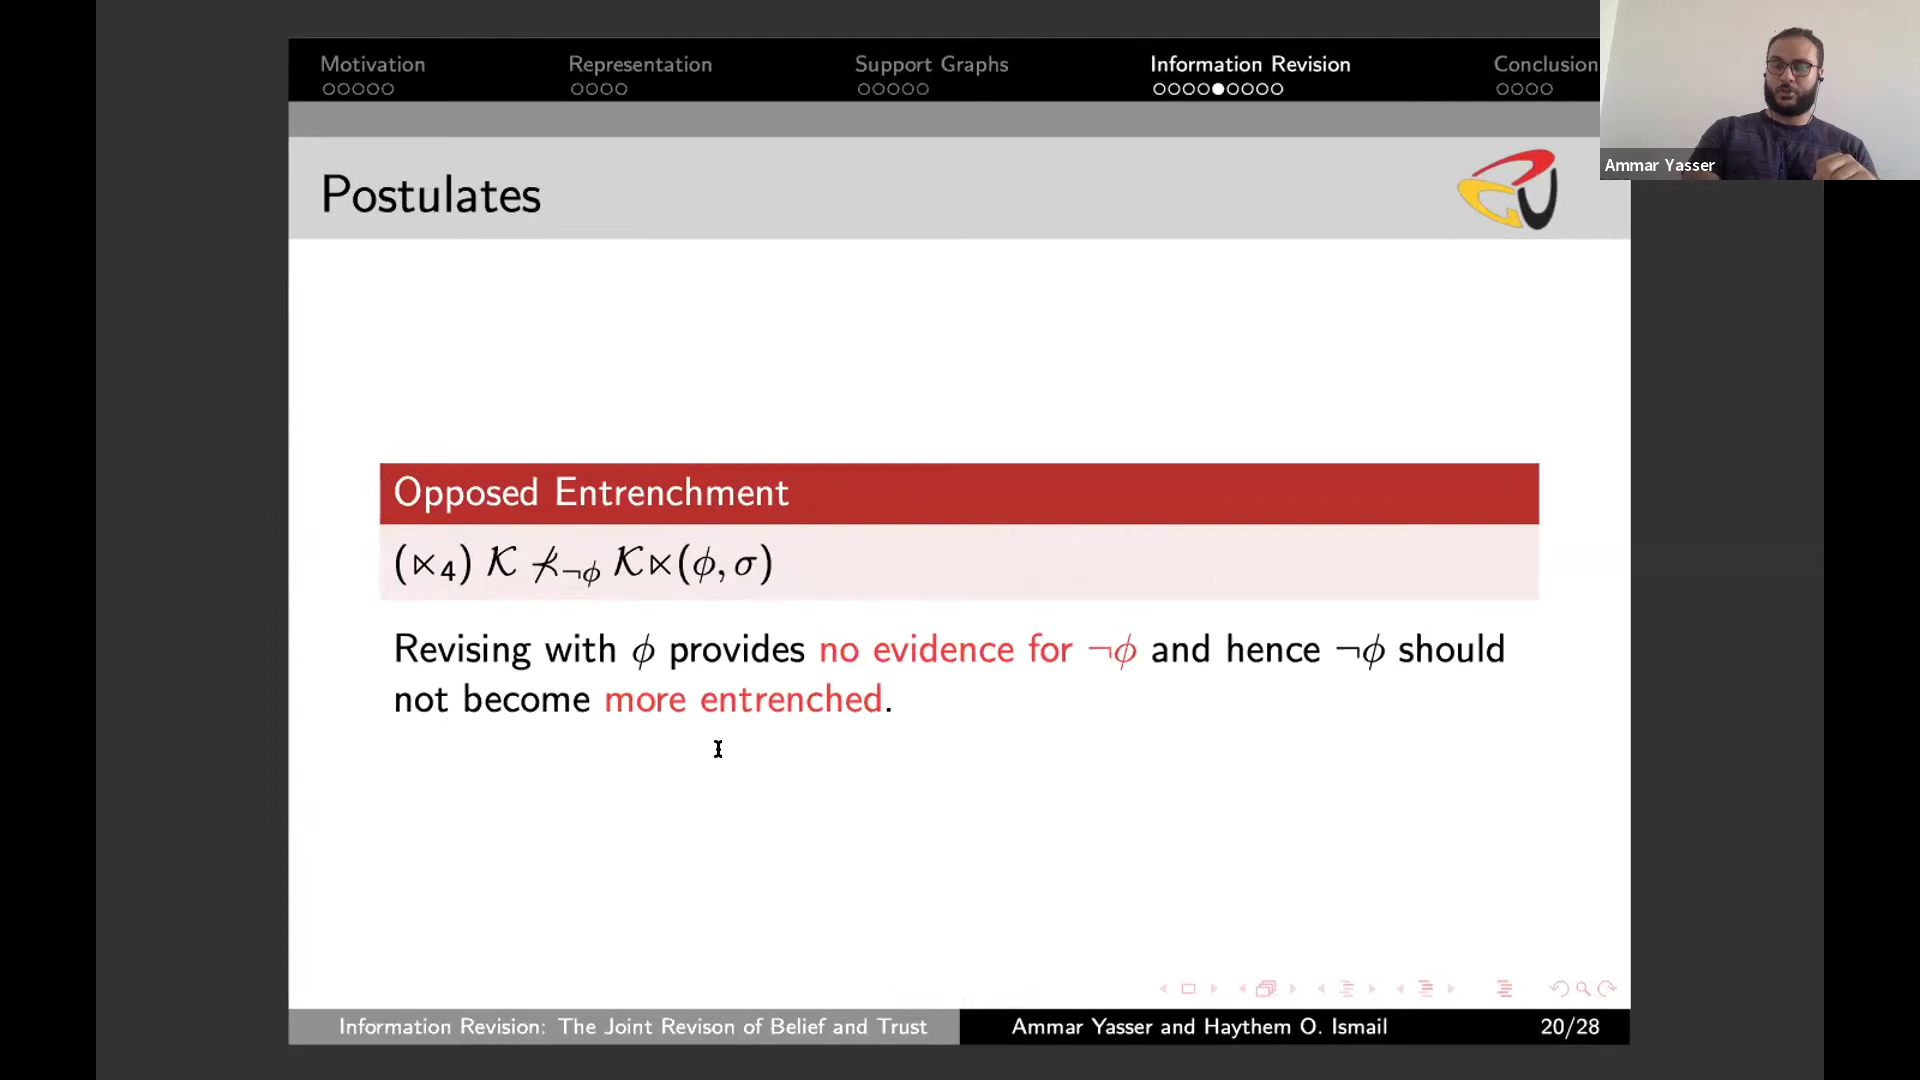 Motivation Representation Support Graphs Information Revision Conclusion
Ammar Yasser
Postulates
Opposed Entrenchment
(⋉₄) 𝒦 ⊀¬ϕ 𝒦⋉(ϕ, σ)
Revising with ϕ provides no evidence for ¬ϕ and hence ¬ϕ should
not become more entrenched.
Information Revision: The Joint Revison of Belief and Trust Ammar Yasser and Haythem O. Ismail 20/28